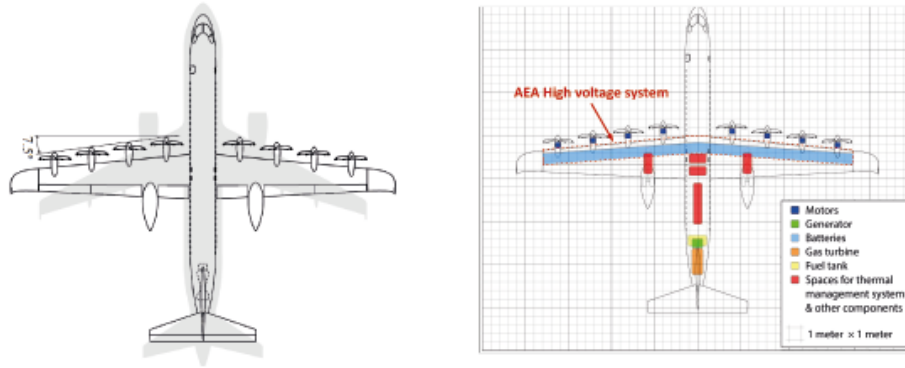 7.5°
AEA High voltage system
Motors
Generator
Batteries
Gas turbine
Fuel tank
Spaces for thermal
management system
& other components
1 meter × 1 meter